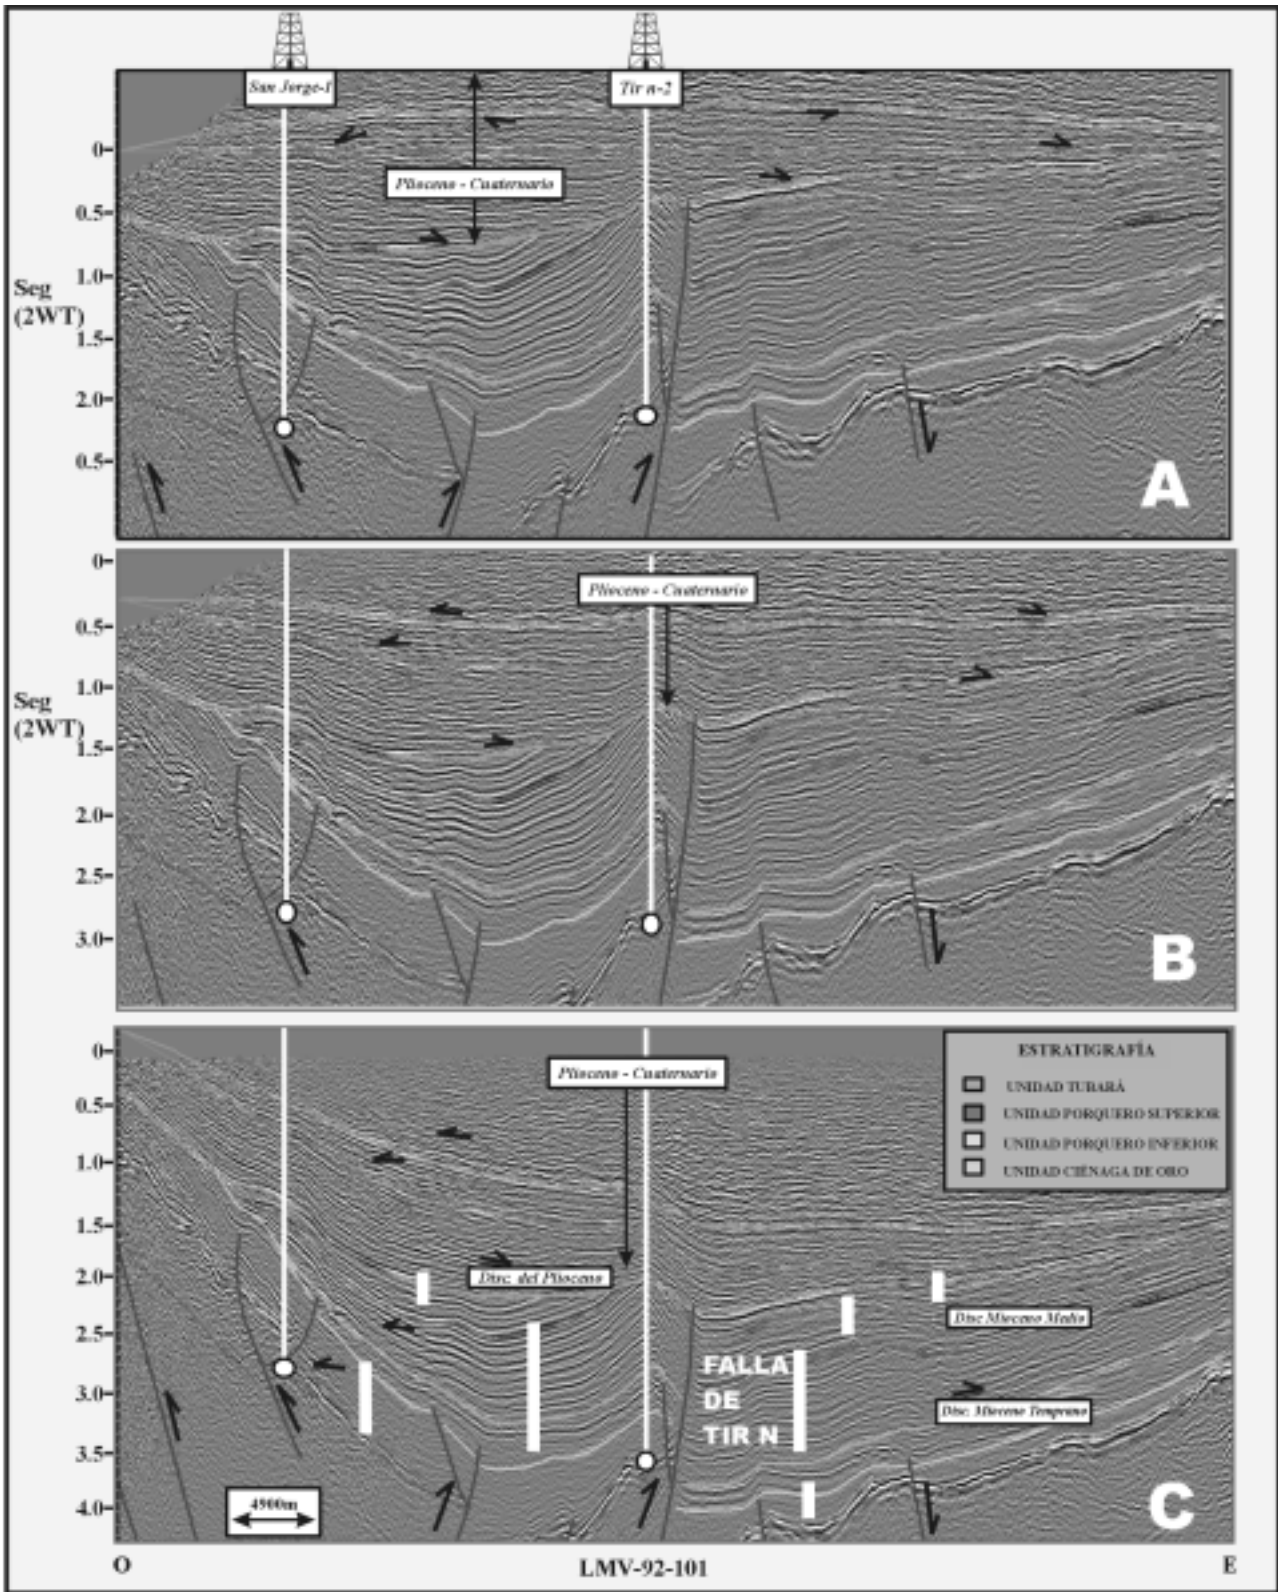 San Jorge-1
Tir n-2
0
Plioceno - Cuaternario
0.5
1.0
Seg
(2WT)
1.5
2.0
0.5
A
0
Plioceno - Cuaternario
0.5
1.0
Seg
(2WT)
1.5
2.0
2.5
3.0
B
0
Plioceno - Cuaternario
ESTRATIGRAFÍA
UNIDAD TUBARÁ
UNIDAD PORQUERO SUPERIOR
UNIDAD PORQUERO INFERIOR
UNIDAD CIÉNAGA DE ORO
0.5
1.0
1.5
2.0
Disc. del Plioceno
Disc Mioceno Medio
2.5
FALLA
DE
TIR N
3.0
Disc. Mioceno Temprano
3.5
4.0
4900m
C
O
LMV-92-101
E